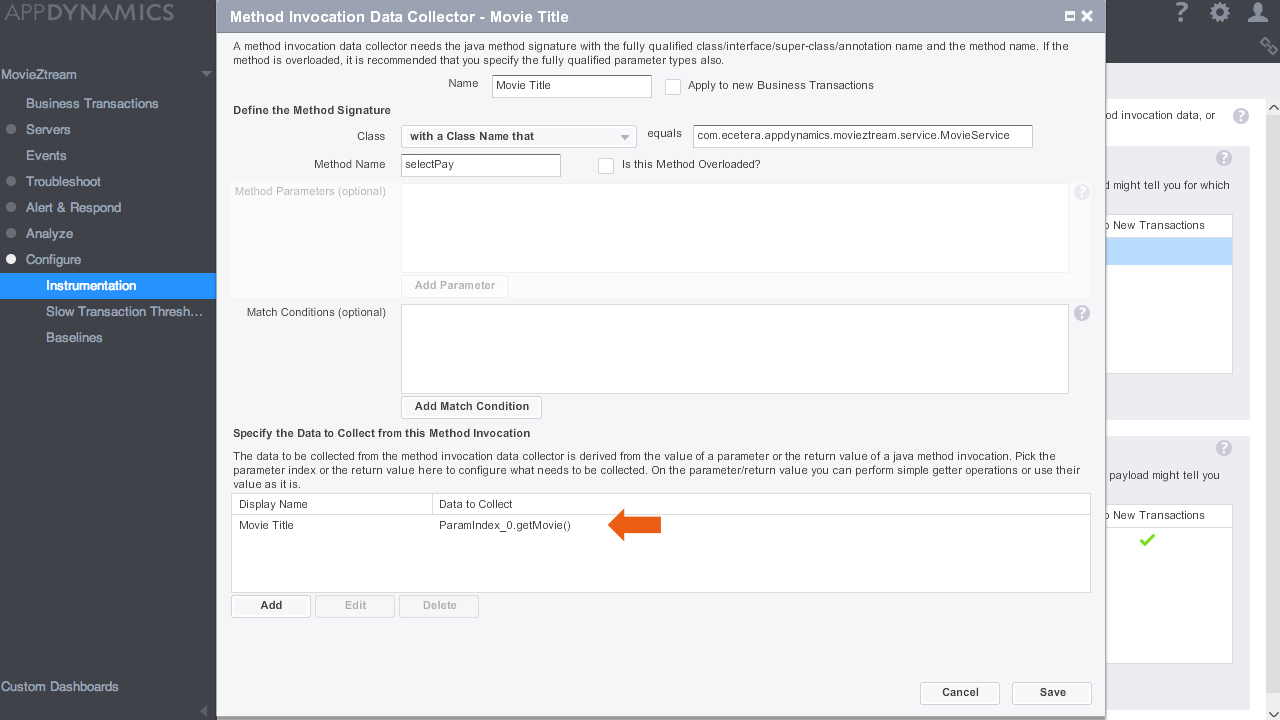 APPDYNAMICS
MovieZtream
Business Transactions
Servers
Events
Troubleshoot
Alert & Respond
Analyze
Configure
Instrumentation
Slow Transaction Thresh...
Baselines
Custom Dashboards
Method Invocation Data Collector - Movie Title
A method invocation data collector needs the java method signature with the fully qualified class/interface/super-class/annotation name and the method name. If the
method is overloaded, it is recommended that you specify the fully qualified parameter types also.
Name Movie Title Apply to new Business Transactions
Define the Method Signature
Class with a Class Name that equals com.ecetera.appdynamics.movieztream.service.MovieService
Method Name selectPay Is this Method Overloaded?
Method Parameters (optional)
Add Parameter
Match Conditions (optional)
Add Match Condition
Specify the Data to Collect from this Method Invocation
The data to be collected from the method invocation data collector is derived from the value of a parameter or the return value of a java method invocation. Pick the
parameter index or the return value here to configure what needs to be collected. On the parameter/return value you can perform simple getter operations or use their
value as it is.
Display Name Data to Collect
Movie Title ParamIndex_0.getMovie()
Add Edit Delete
Cancel Save
od invocation data, or
d might tell you for which
o New Transactions
payload might tell you
o New Transactions